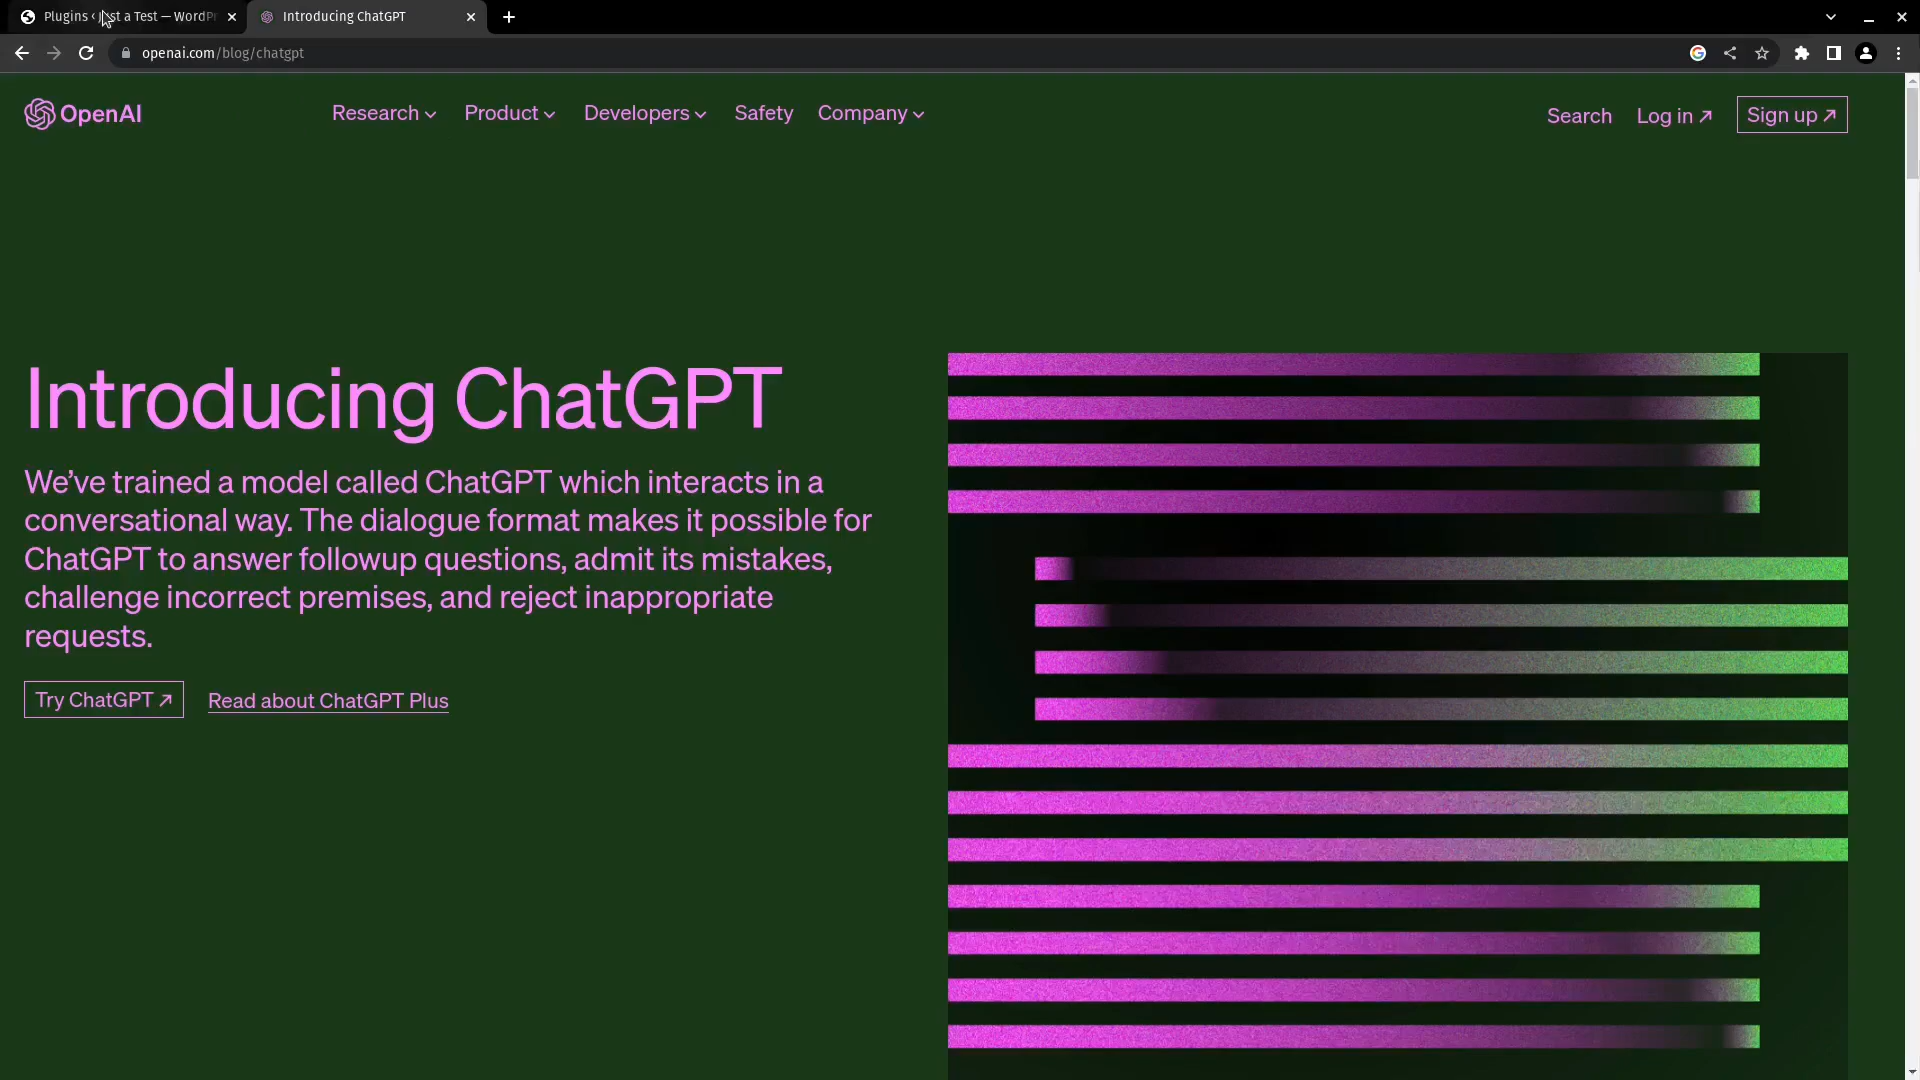 Plugins ‹ Just a Test — WordPr
Introducing ChatGPT
openai.com/blog/chatgpt
OpenAI
Research
Product
Developers
Safety
Company
Search
Log in
Sign up
Introducing ChatGPT
We’ve trained a model called ChatGPT which interacts in a
conversational way. The dialogue format makes it possible for
ChatGPT to answer followup questions, admit its mistakes,
challenge incorrect premises, and reject inappropriate
requests.
Try ChatGPT
Read about ChatGPT Plus